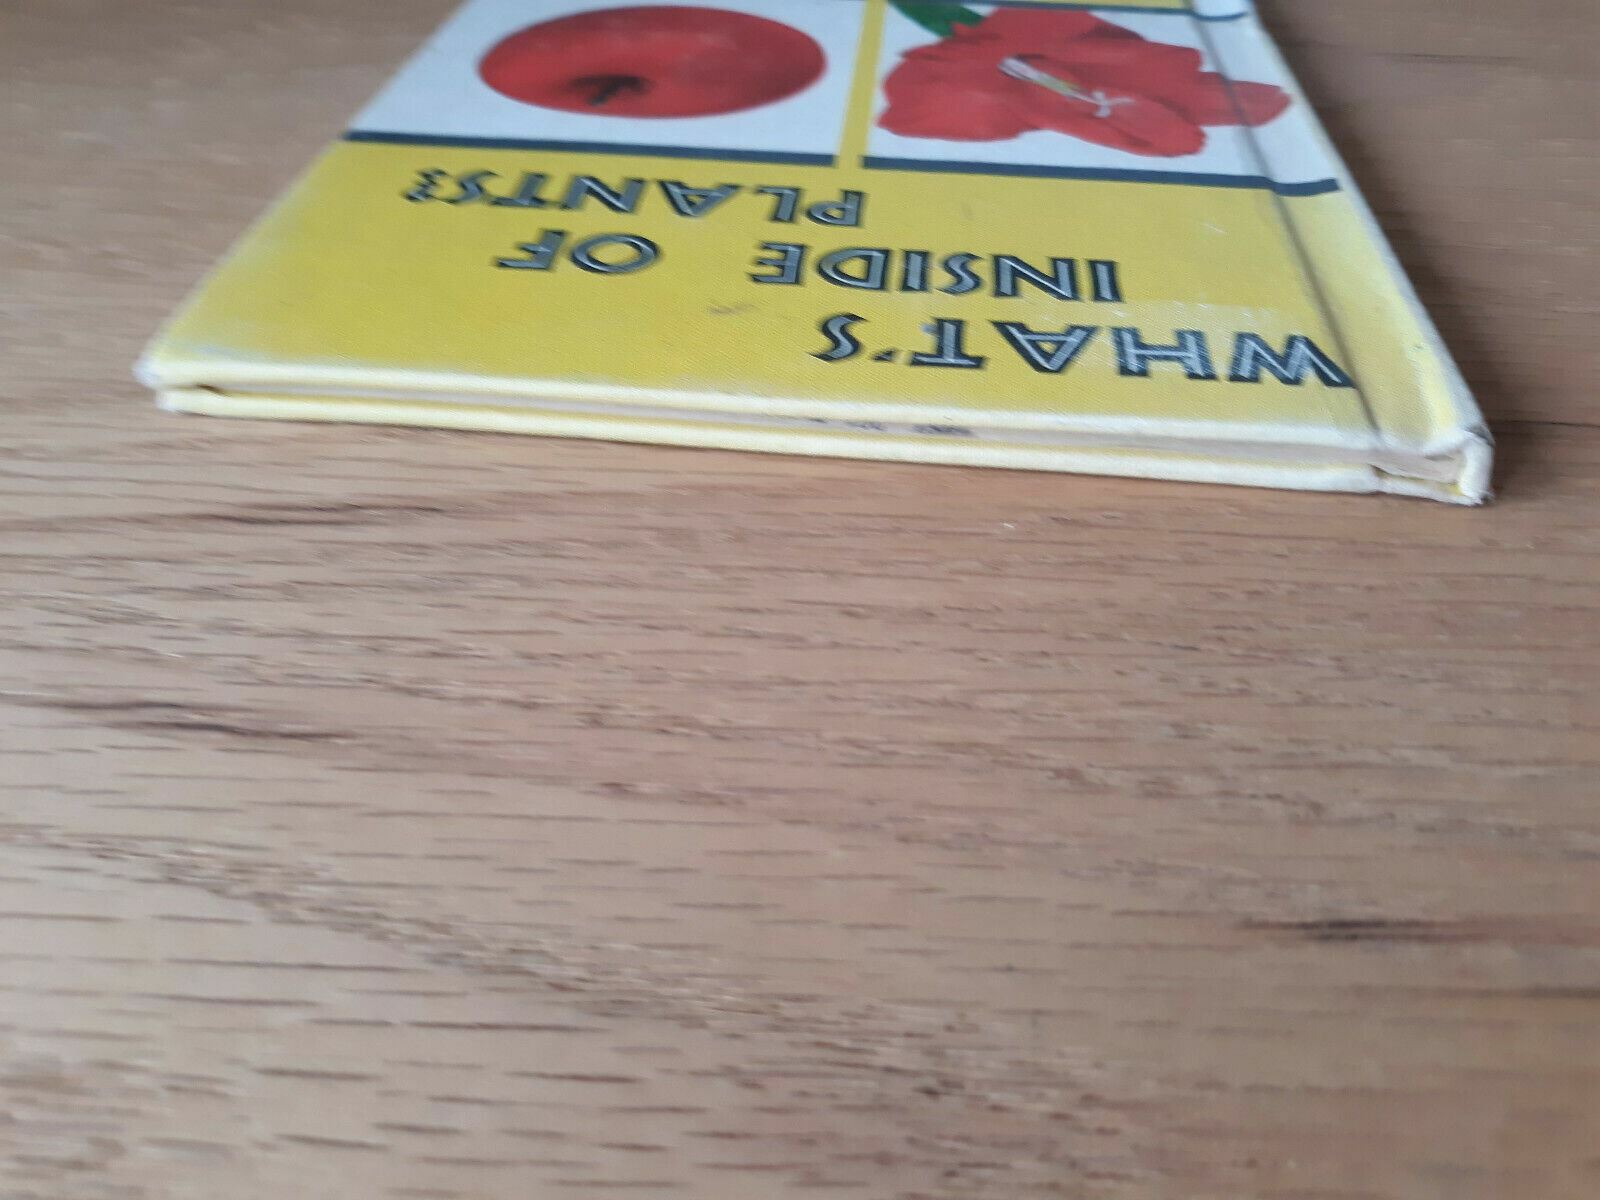 WHAT'S
INSIDE OF
PLANTS?